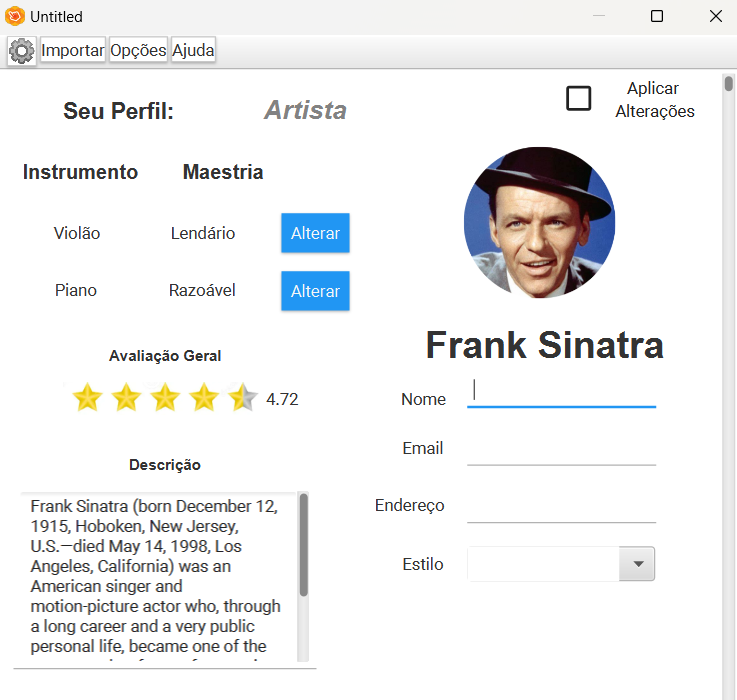 Untitled
Importar Opções Ajuda
Seu Perfil: Artista
Aplicar
Alterações
Instrumento Maestria
Violão Lendário Alterar
Piano Razoável Alterar
Frank Sinatra
Avaliação Geral
4.72
Nome
Email
Endereço
Estilo
Descrição
Frank Sinatra (born December 12,
1915, Hoboken, New Jersey,
U.S.—died May 14, 1998, Los
Angeles, California) was an
American singer and
motion-picture actor who, through
a long career and a very public
personal life, became one of the